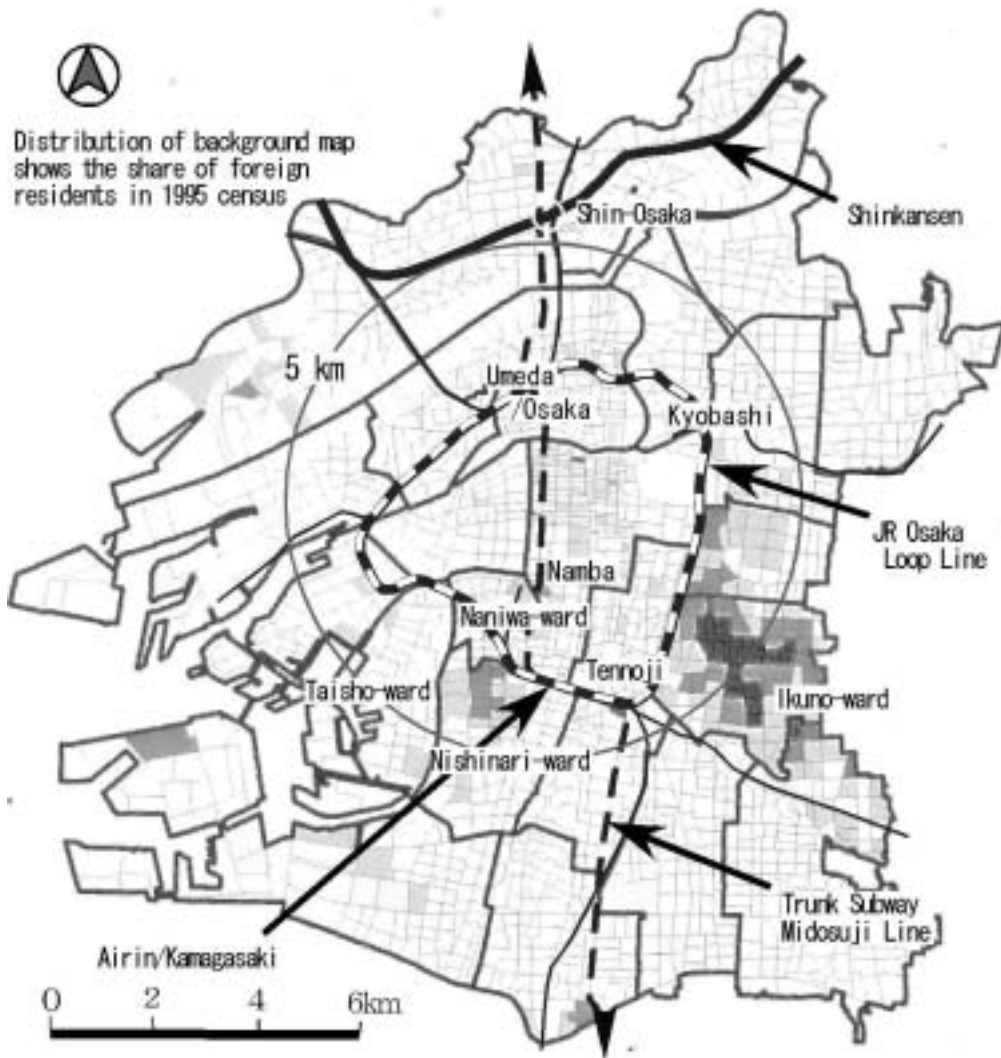 Distribution of background map
shows the share of foreign
residents in 1995 census
Shin-Osaka
Shinkansen
5 km
Umeda
/Osaka
Kyobashi
JR Osaka
Loop Line
Namba
Naniwa-ward
Tennoji
Taisho-ward
Ikuno-ward
Nishinari-ward
Trunk Subway
Midosuji Line
Airin/Kamagasaki
0 2 4 6km